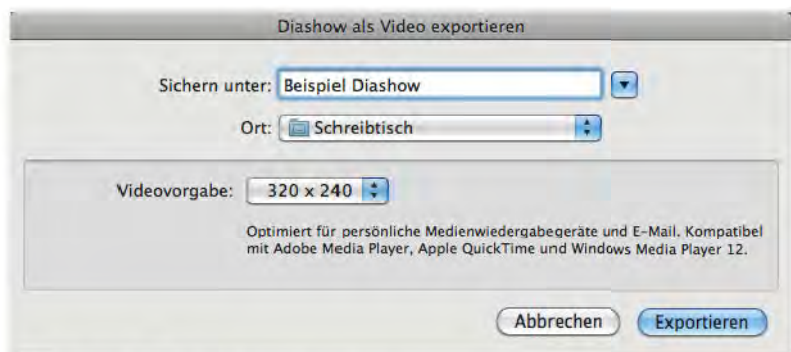 Diashow als Video exportieren
Sichern unter: Beispiel Diashow
Ort: Schreibtisch
Videovorgabe: 320 x 240
Optimiert für persönliche Medienwiedergabegeräte und E-Mail. Kompatibel
mit Adobe Media Player, Apple QuickTime und Windows Media Player 12.
Abbrechen Exportieren